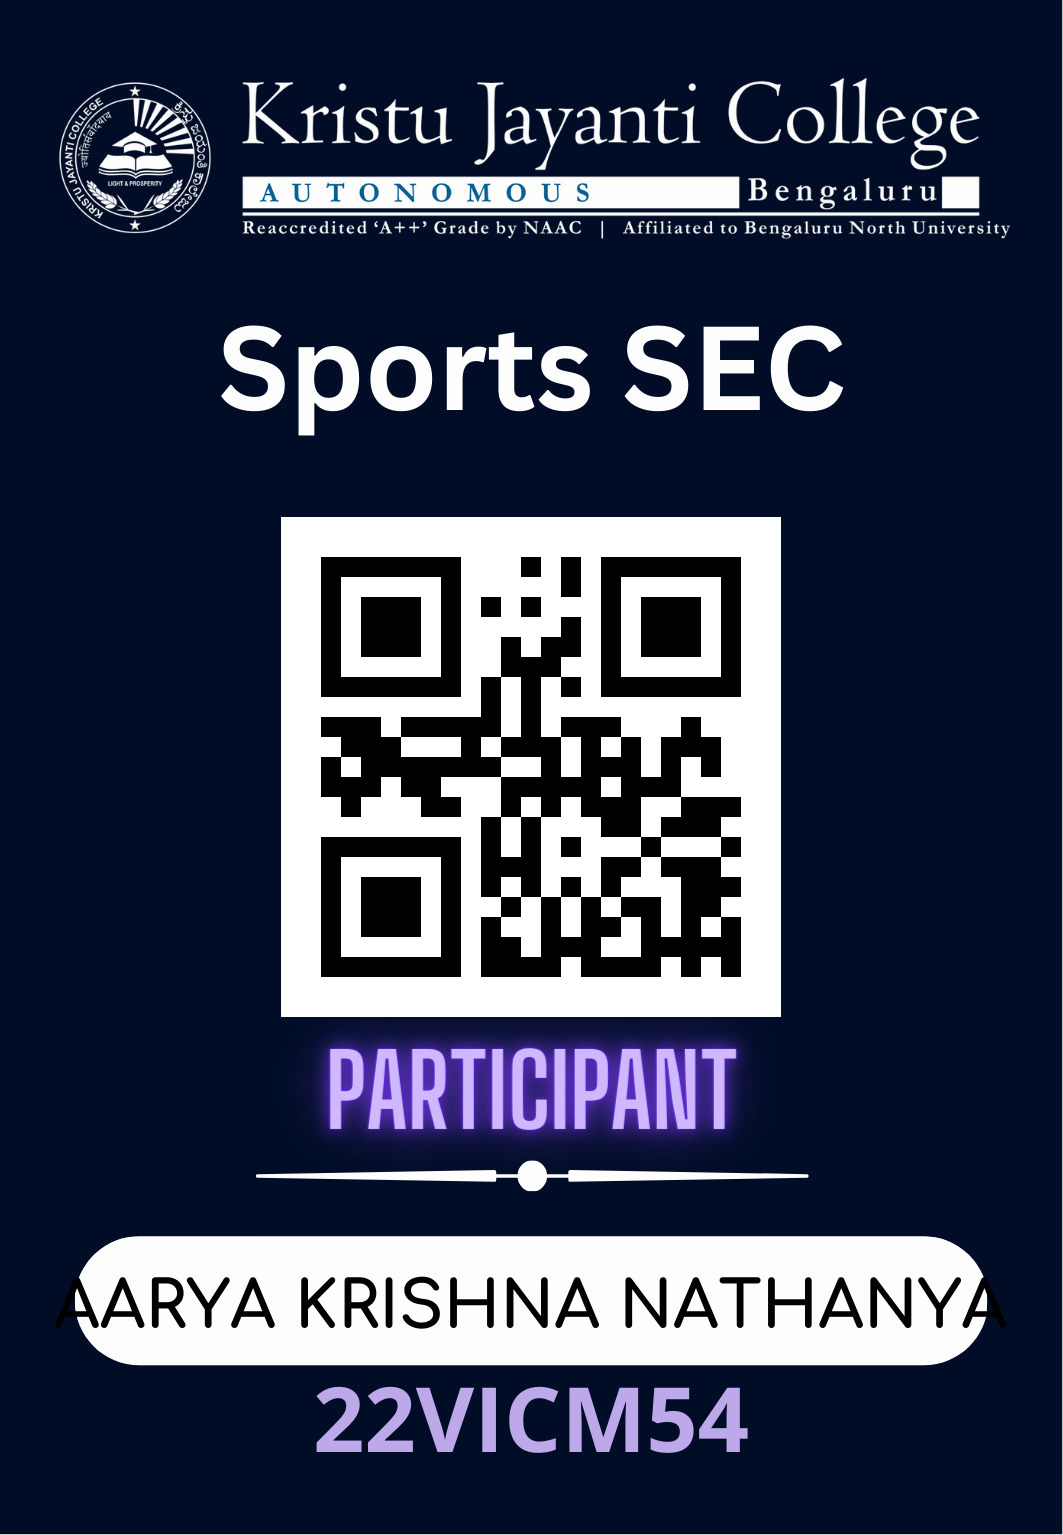 KRISTU JAYANTI COLLEGE
LIGHT & PROSPERITY
Kristu Jayanti College
AUTONOMOUS Bengaluru
Reaccredited ‘A++’ Grade by NAAC | Affiliated to Bengaluru North University
Sports SEC
PARTICIPANT
AARYA KRISHNA NATHANYA
22VICM54